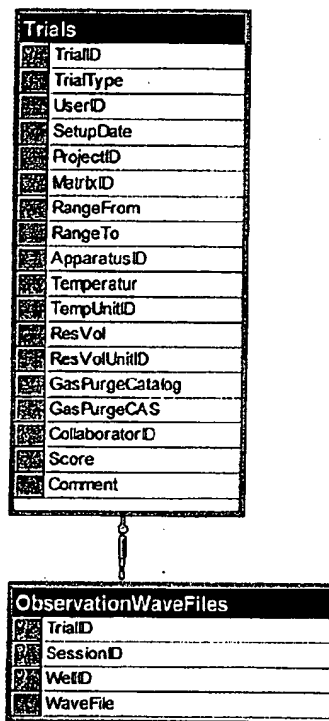 Trials
TrialID
TrialType
UserID
SetupDate
ProjectID
MatrixID
RangeFrom
RangeTo
ApparatusID
Temperatur
TempUnitID
ResVol
ResVolUnitID
GasPurgeCatalog
GasPurgeCAS
CollaboratorID
Score
Comment
ObservationWaveFiles
TrialID
SessionID
WellID
WaveFile